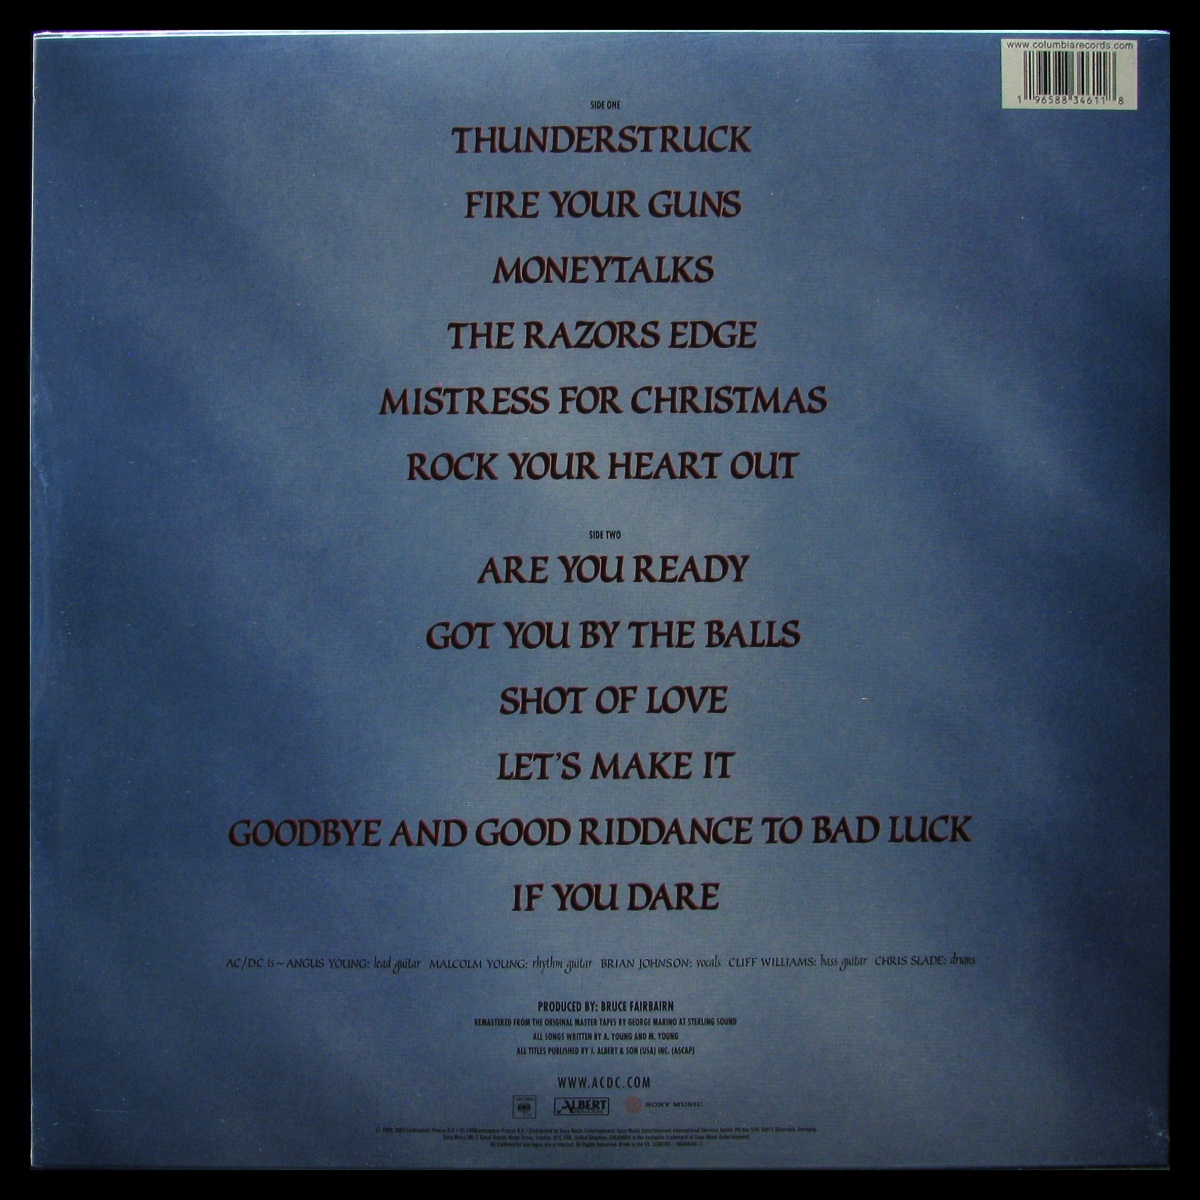 www.columbiarecords.com
1 96588 34611 8
SIDE ONE
THUNDERSTRUCK
FIRE YOUR GUNS
MONEYTALKS
THE RAZORS EDGE
MISTRESS FOR CHRISTMAS
ROCK YOUR HEART OUT
SIDE TWO
ARE YOU READY
GOT YOU BY THE BALLS
SHOT OF LOVE
LET'S MAKE IT
GOODBYE AND GOOD RIDDANCE TO BAD LUCK
IF YOU DARE
AC/DC is—ANGUS YOUNG: lead guitar MALCOLM YOUNG: rhythm guitar BRIAN JOHNSON: vocals CLIFF WILLIAMS: bass guitar CHRIS SLADE: drums
PRODUCED BY: BRUCE FAIRBAIRN
REMASTERED FROM THE ORIGINAL MASTER TAPES BY GEORGE MARINO AT STERLING SOUND
ALL SONGS WRITTEN BY A. YOUNG AND M. YOUNG
ALL TITLES PUBLISHED BY J. ALBERT & SON (USA) INC. (ASCAP)
WWW.ACDC.COM
COLUMBIA ALBERT SONY MUSIC